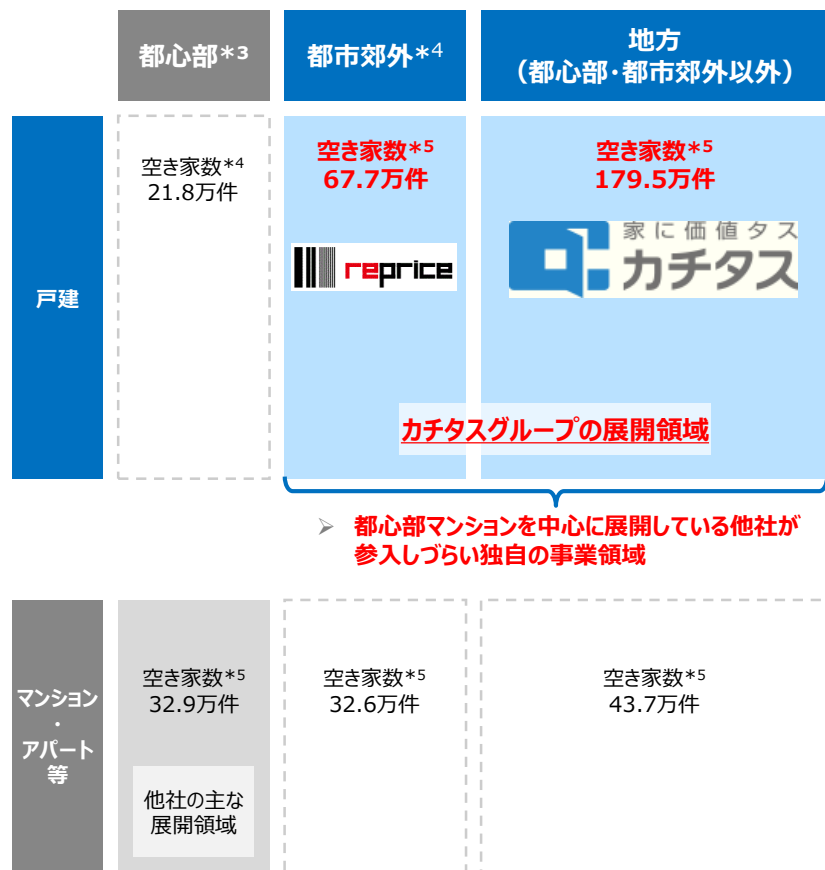 都心部*3
都市郊外*4
地方
（都心部･都市郊外以外）
戸建
空き家数*4
21.8万件
空き家数*5
67.7万件
reprice
空き家数*5
179.5万件
家に価値タス
カチタス
カチタスグループの展開領域
➢ 都心部マンションを中心に展開している他社が
参入しづらい独自の事業領域
マンション
・
アパート
等
空き家数*5
32.9万件
他社の主な
展開領域
空き家数*5
32.6万件
空き家数*5
43.7万件